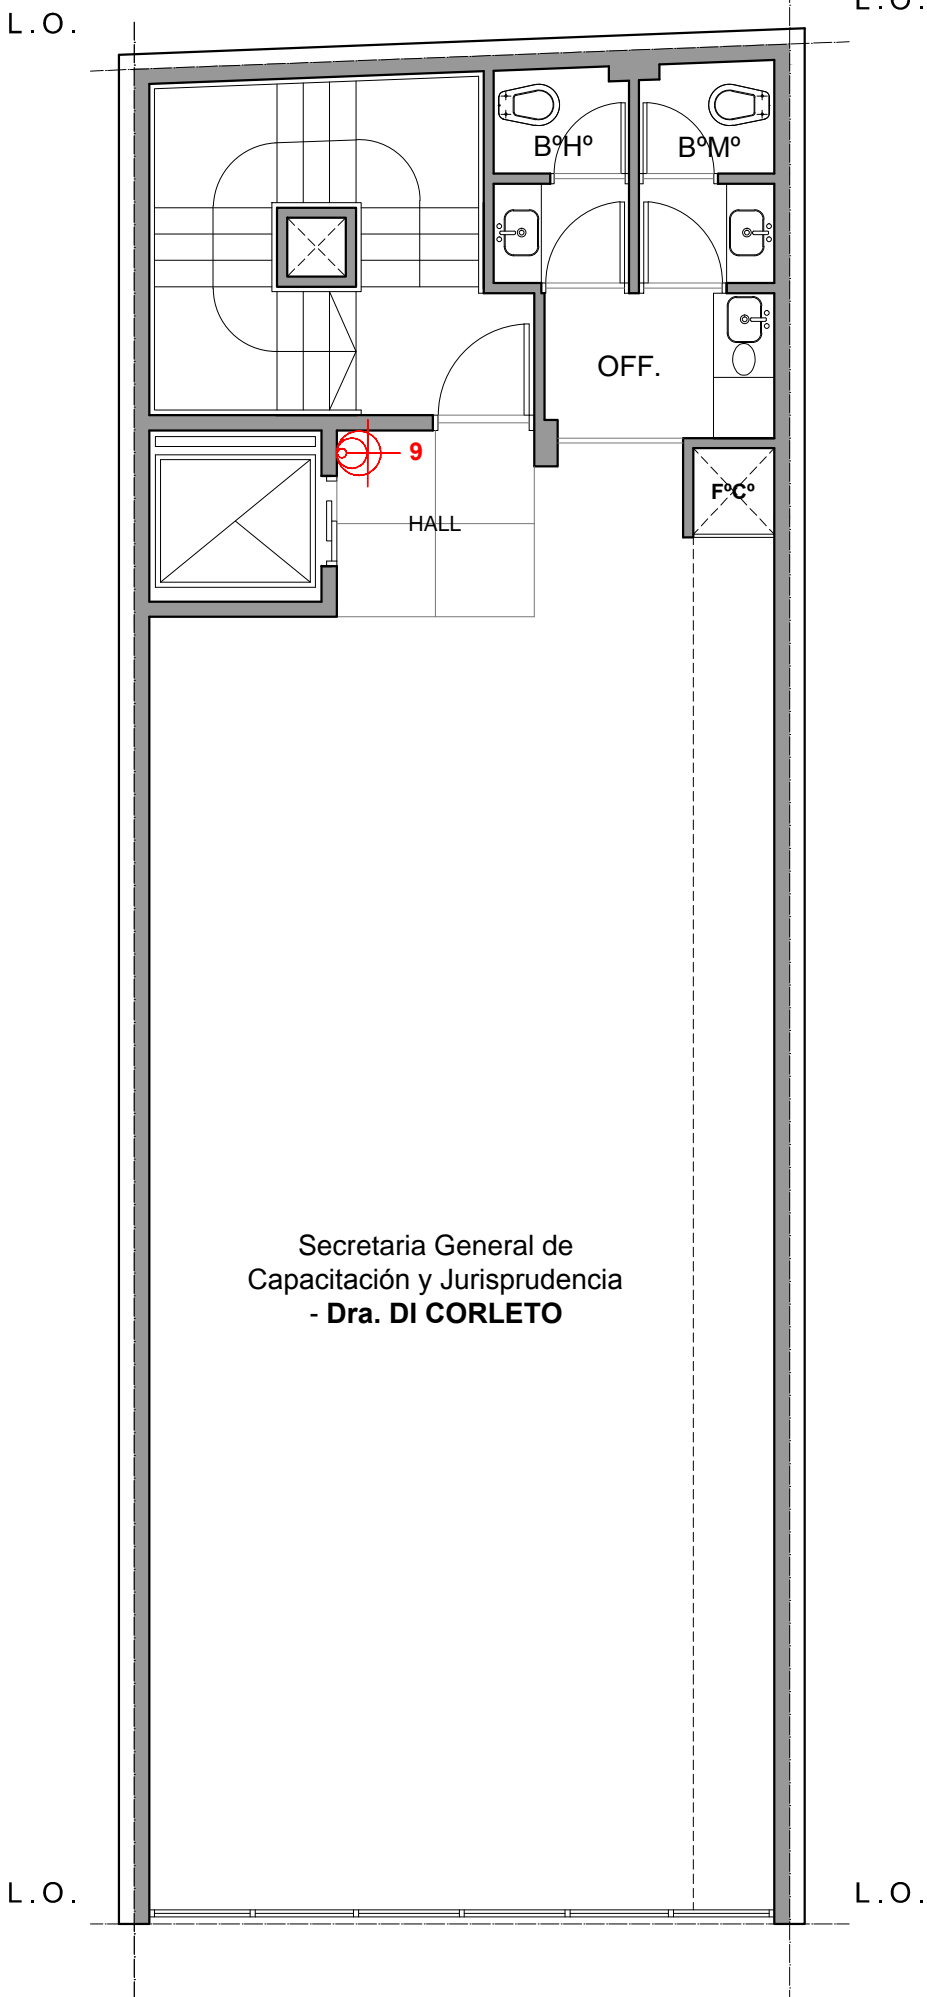 L.O.
L.O.
BºHº
BºMº
OFF.
9
FºCº
HALL
Secretaria General de
Capacitación y Jurisprudencia
- Dra. DI CORLETO
L.O.
L.O.